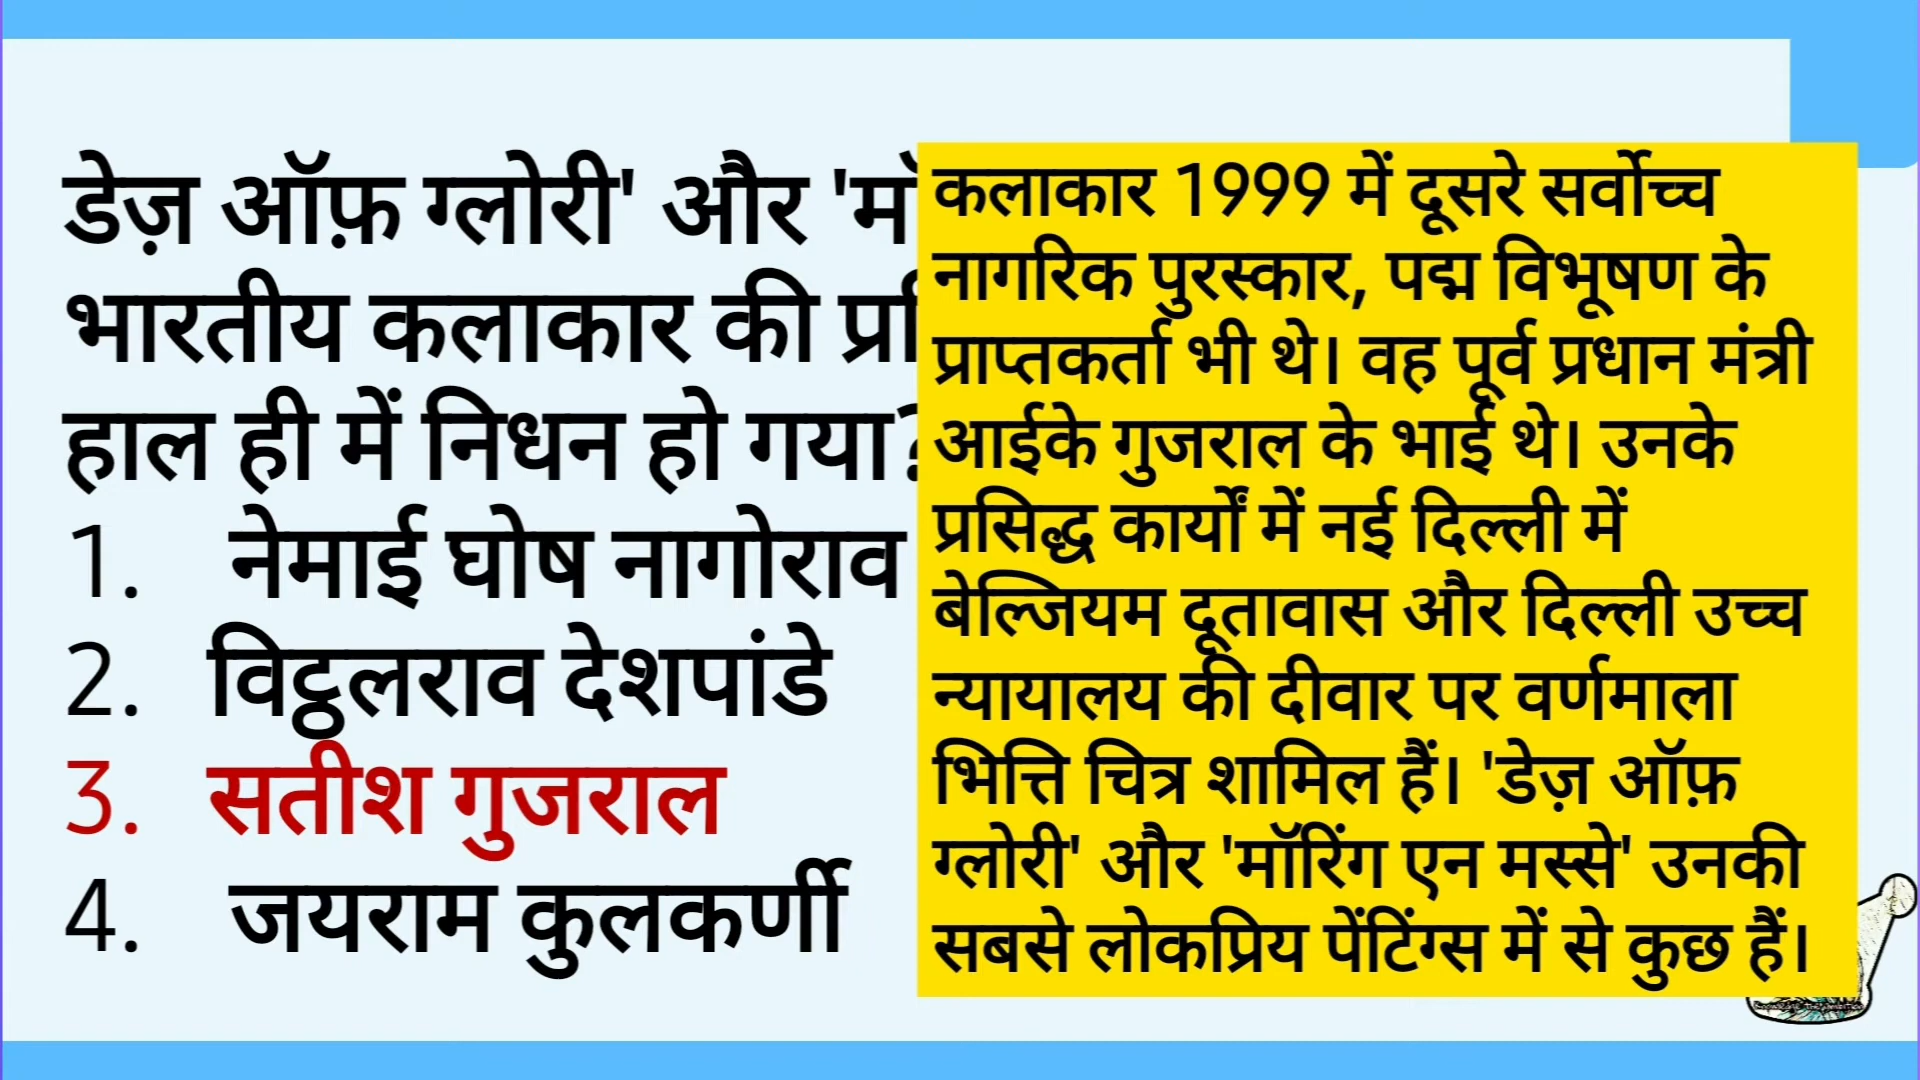 डेज़ ऑफ़ ग्लोरी' और
भारतीय कलाकार की
हाल ही में निधन हो गया?
1. नेमाई घोष नागोराव
2. विट्ठलराव देशपांडे
3. सतीश गुजराल
4. जयराम कुलकर्णी
कलाकार 1999 में दूसरे सर्वोच्च
नागरिक पुरस्कार, पद्म विभूषण के
प्राप्तकर्ता भी थे। वह पूर्व प्रधान मंत्री
आईके गुजराल के भाई थे। उनके
प्रसिद्ध कार्यों में नई दिल्ली में
बेल्जियम दूतावास और दिल्ली उच्च
न्यायालय की दीवार पर वर्णमाला
भित्ति चित्र शामिल हैं। 'डेज़ ऑफ़
ग्लोरी' और 'मॉरिंग एन मस्से' उनकी
सबसे लोकप्रिय पेंटिंग्स में से कुछ हैं।